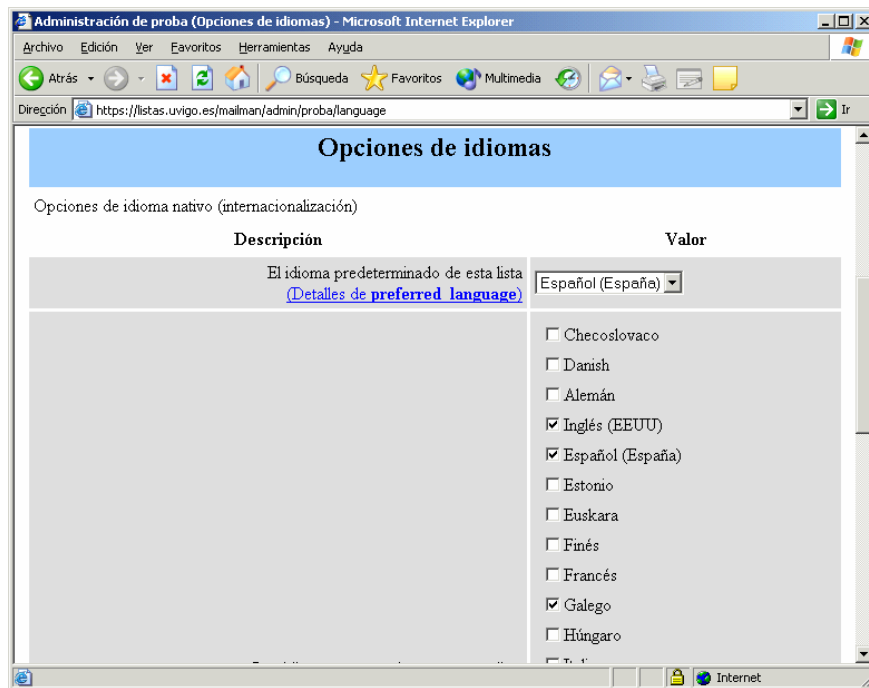 Administración de proba (Opciones de idiomas) - Microsoft Internet Explorer
Archivo Edición Ver Favoritos Herramientas Ayuda
Atrás Búsqueda Favoritos Multimedia
Dirección https://listas.uvigo.es/mailman/admin/proba/language Ir
Opciones de idiomas
Opciones de idioma nativo (internacionalización)
Descripción Valor
El idioma predeterminado de esta lista
(Detalles de preferred_language)
Español (España)
Checoslovaco
Danish
Alemán
Inglés (EEUU)
Español (España)
Estonio
Euskara
Finés
Francés
Galego
Húngaro
Internet